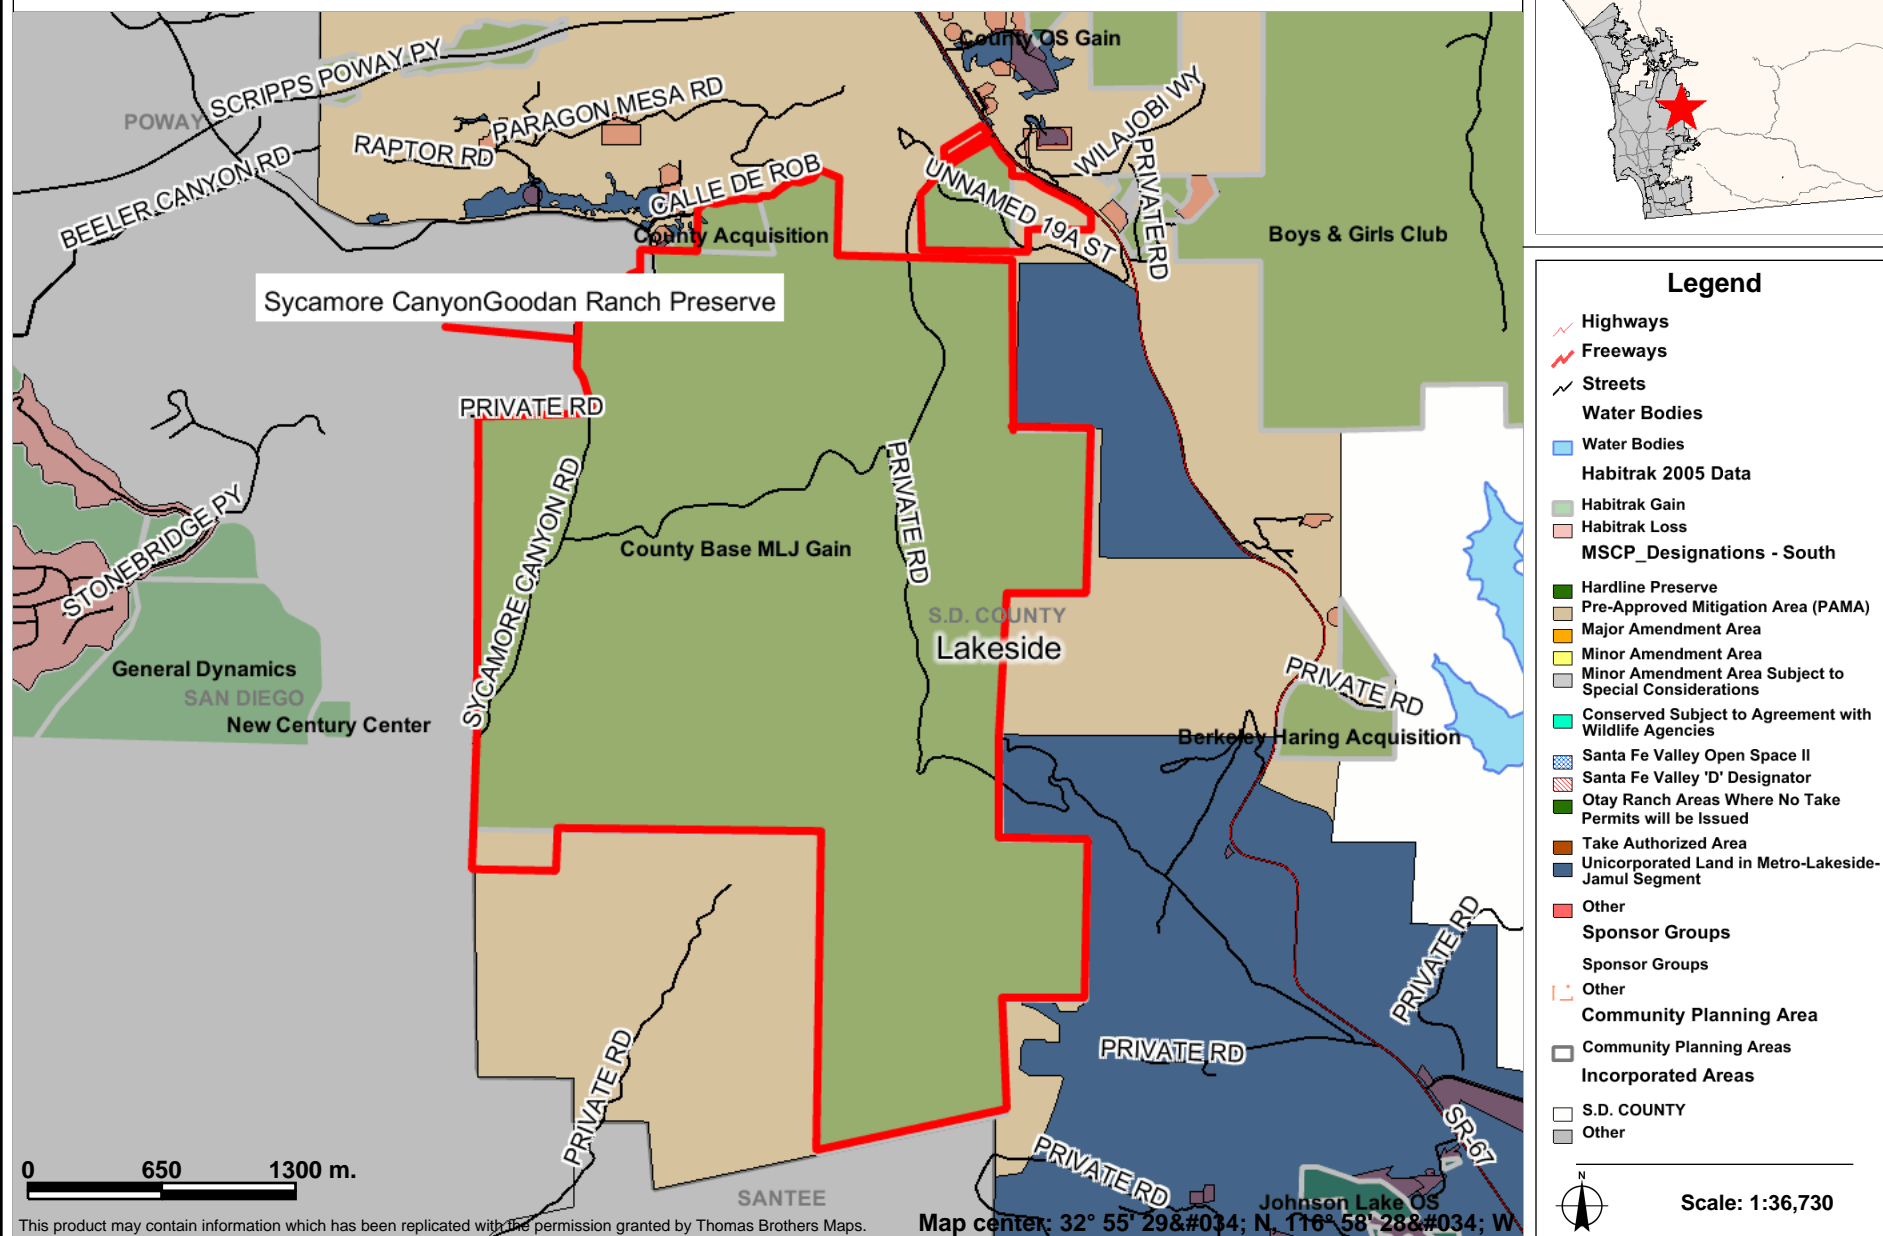 County OS Gain
SCRIPPS POWAY PY
POWAY
PARAGON MESA RD
RAPTOR RD
WILAJOBI WY
BEELER CANYON RD
CALLE DE ROB
UNNAMED 19A ST
PRIVATE RD
County Acquisition
Boys & Girls Club
Sycamore CanyonGoodan Ranch Preserve
PRIVATE RD
PRIVATE RD
STONEBRIDGE PY
SYCAMORE CANYON RD
County Base MLJ Gain
S.D. COUNTY
Lakeside
General Dynamics
SAN DIEGO
New Century Center
PRIVATE RD
Berkeley Haring Acquisition
PRIVATE RD
PRIVATE RD
PRIVATE RD
SR-67
PRIVATE RD
0 650 1300 m.
SANTEE
Johnson Lake OS
This product may contain information which has been replicated with the permission granted by Thomas Brothers Maps.
Map center: 32° 55' 29&#034; N, 116° 58' 28&#034; W
Legend
Highways
Freeways
Streets
Water Bodies
Water Bodies
Habitrak 2005 Data
Habitrak Gain
Habitrak Loss
MSCP_Designations - South
Hardline Preserve
Pre-Approved Mitigation Area (PAMA)
Major Amendment Area
Minor Amendment Area
Minor Amendment Area Subject to
Special Considerations
Conserved Subject to Agreement with
Wildlife Agencies
Santa Fe Valley Open Space II
Santa Fe Valley 'D' Designator
Otay Ranch Areas Where No Take
Permits will be Issued
Take Authorized Area
Unicorporated Land in Metro-Lakeside-
Jamul Segment
Other
Sponsor Groups
Sponsor Groups
Other
Community Planning Area
Community Planning Areas
Incorporated Areas
S.D. COUNTY
Other
N
Scale: 1:36,730